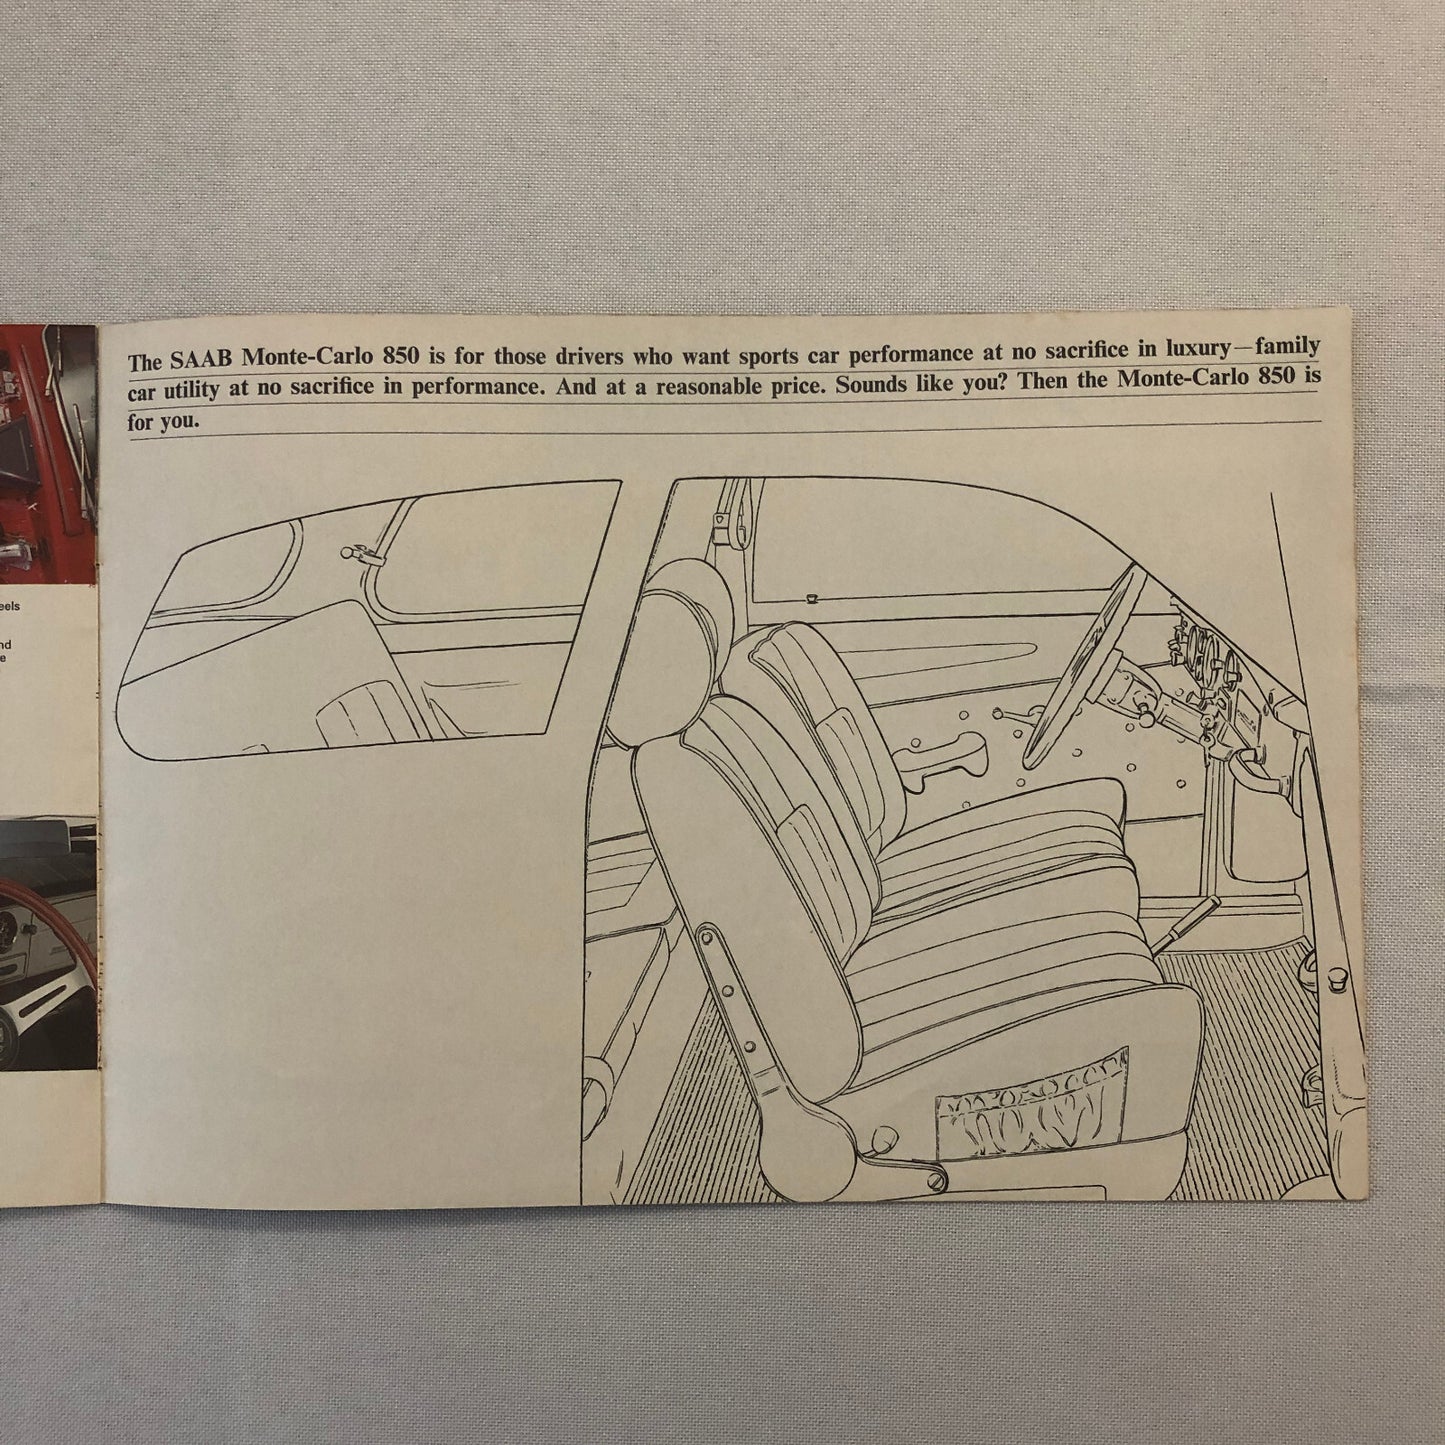 eels
nd
e
The SAAB Monte-Carlo 850 is for those drivers who want sports car performance at no sacrifice in luxury—family
car utility at no sacrifice in performance. And at a reasonable price. Sounds like you? Then the Monte-Carlo 850 is
for you.